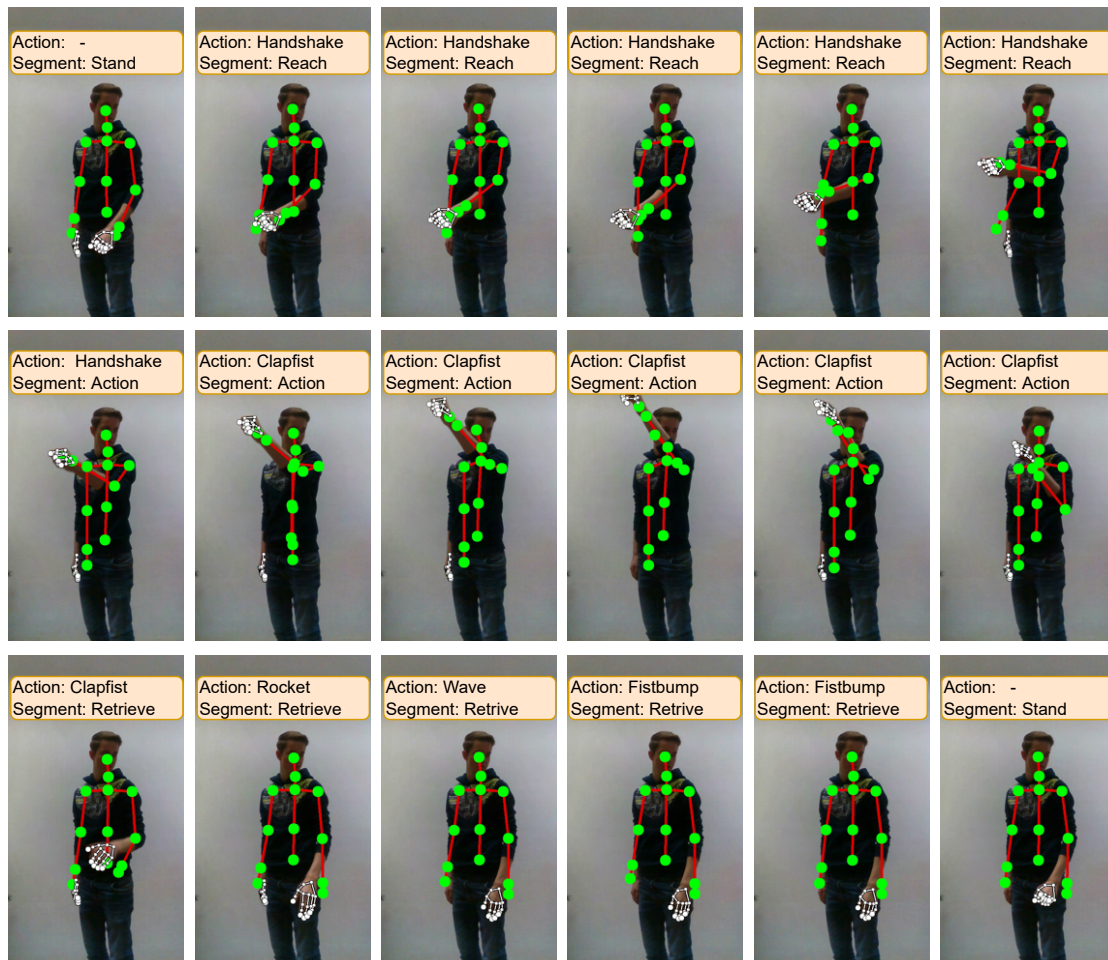 Action:   -
Segment: Stand
Action: Handshake
Segment: Reach
Action: Handshake
Segment: Reach
Action: Handshake
Segment: Reach
Action: Handshake
Segment: Reach
Action: Handshake
Segment: Reach
Action:  Handshake
Segment: Action
Action: Clapfist
Segment: Action
Action: Clapfist
Segment: Action
Action: Clapfist
Segment: Action
Action: Clapfist
Segment: Action
Action: Clapfist
Segment: Action
Action: Clapfist
Segment: Retrieve
Action: Rocket
Segment: Retrieve
Action: Wave
Segment: Retrive
Action: Fistbump
Segment: Retrive
Action: Fistbump
Segment: Retrieve
Action:   -
Segment: Stand